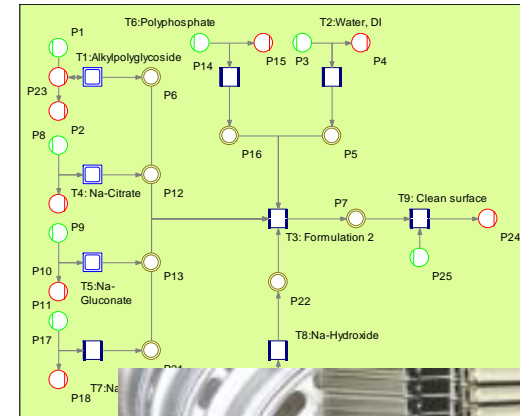 T6:Polyphosphate
T2:Water, DI
P1
P14
P15
P3
P4
T1:Alkylpolyglycoside
P23
P6
P2
P8
P16
P5
T4: Na-Citrate
P12
P7
T9: Clean surface
P9
T3: Formulation 2
P24
P10
P13
P25
T5:Na-
Gluconate
P11
P22
P17
T8:Na-Hydroxide
P18